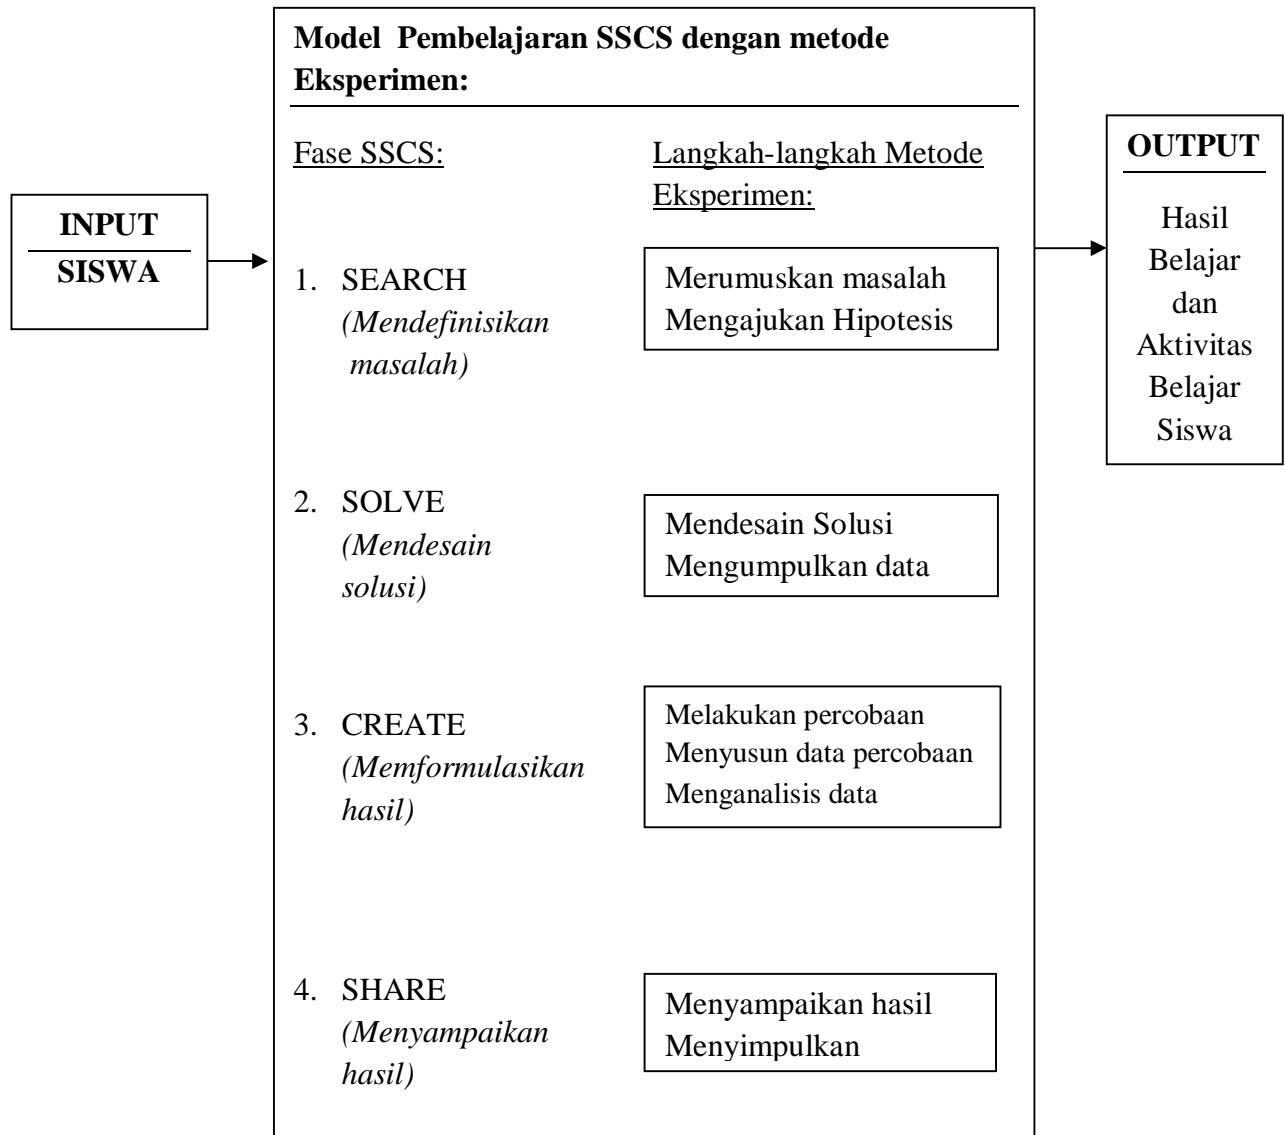 INPUT
SISWA
Model Pembelajaran SSCS dengan metode
Eksperimen:
Fase SSCS:
Langkah-langkah Metode
Eksperimen:
1. SEARCH
(Mendefinisikan
masalah)
Merumuskan masalah
Mengajukan Hipotesis
2. SOLVE
(Mendesain
solusi)
Mendesain Solusi
Mengumpulkan data
3. CREATE
(Memformulasikan
hasil)
Melakukan percobaan
Menyusun data percobaan
Menganalisis data
4. SHARE
(Menyampaikan
hasil)
Menyampaikan hasil
Menyimpulkan
OUTPUT
Hasil
Belajar
dan
Aktivitas
Belajar
Siswa